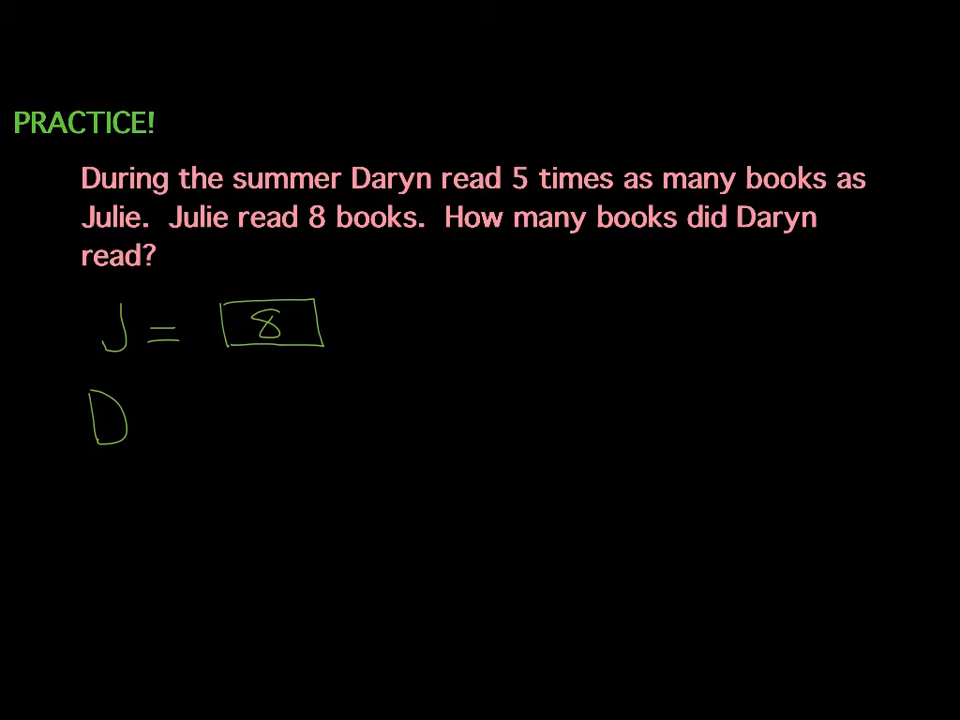 PRACTICE!
During the summer Daryn read 5 times as many books as
Julie.  Julie read 8 books.  How many books did Daryn
read?
J = 8
D